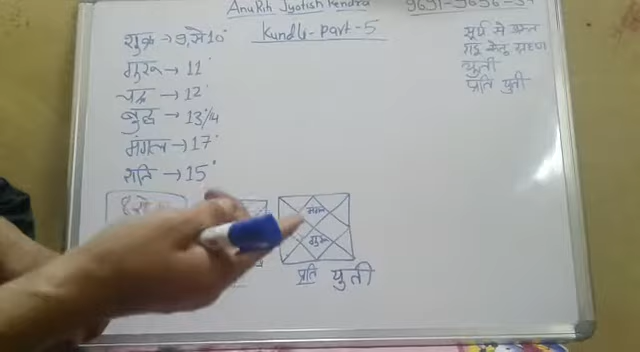 AnuRih Jyotish Kendra
Kundli-Part-5
शुक्र → 9 से 10°
गुरू → 11°
चन्द्र → 12°
बुद्ध → 13/14
मंगल → 17°
शनि → 15°
सूर्य से अस्त
राहु केतु ग्रहण
युती
प्रति युती
गुरू
प्रति युती